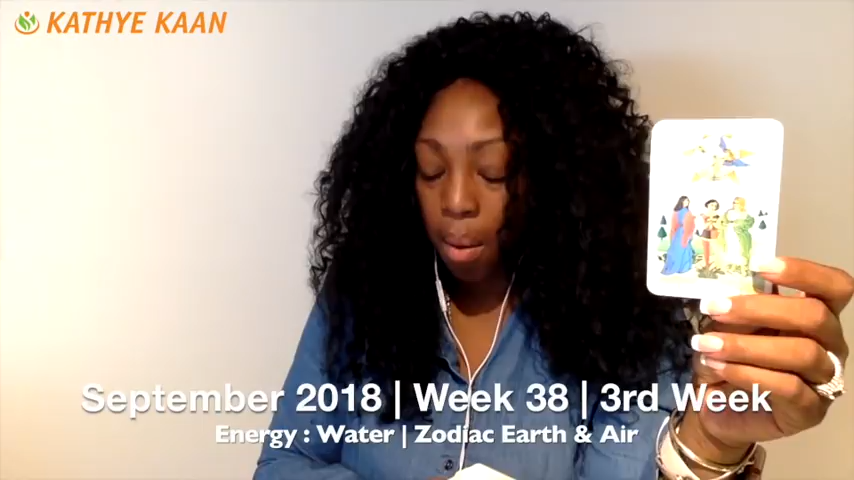 KATHYE KAAN
September 2018 | Week 38 | 3rd Week
Energy : Water | Zodiac Earth & Air